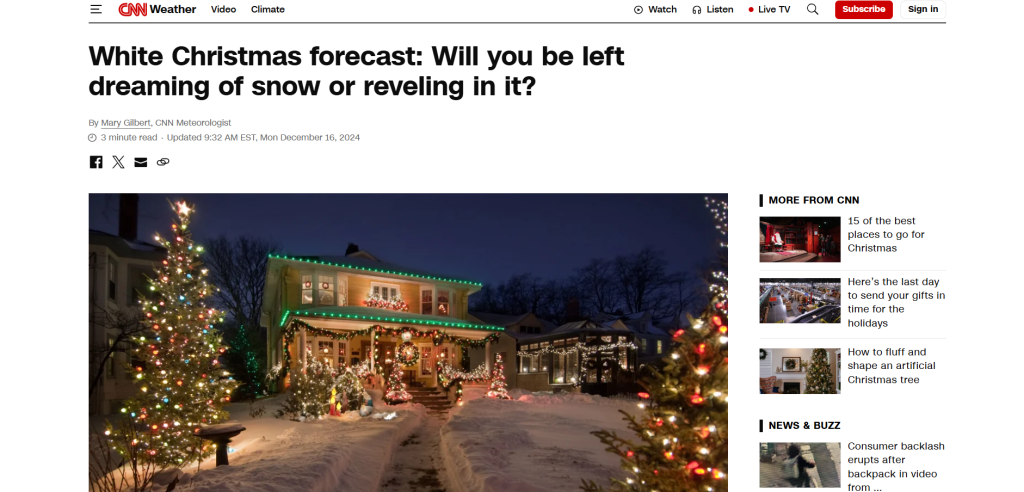 CNN Weather Video Climate Watch Listen Live TV Subscribe Sign in
White Christmas forecast: Will you be left
dreaming of snow or reveling in it?
By Mary Gilbert, CNN Meteorologist
3 minute read · Updated 9:32 AM EST, Mon December 16, 2024
MORE FROM CNN
15 of the best
places to go for
Christmas
Here's the last day
to send your gifts in
time for the
holidays
How to fluff and
shape an artificial
Christmas tree
NEWS & BUZZ
Consumer backlash
erupts after
backpack in video
from ...